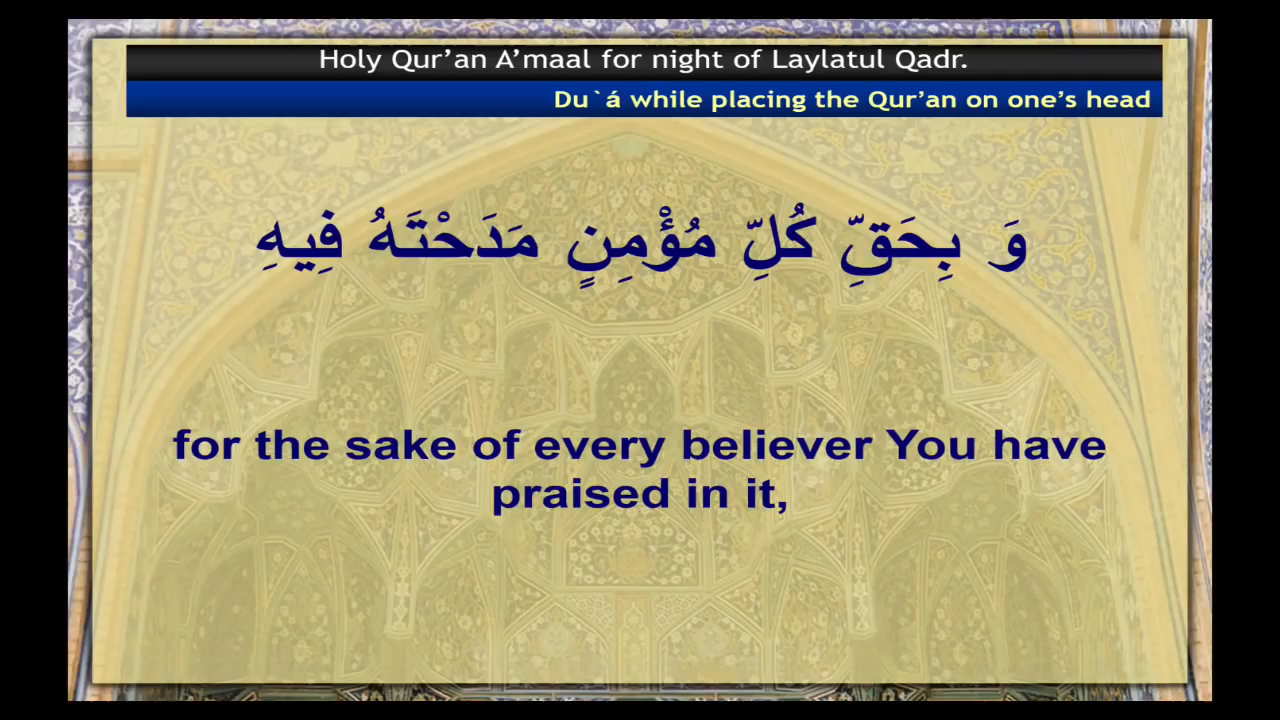 Holy Qur’an A’maal for night of Laylatul Qadr.
Du`á while placing the Qur’an on one’s head
وَ بِحَقِّ كُلِّ مُؤْمِنٍ مَدَحْتَهُ فِيهِ
for the sake of every believer You have
praised in it,